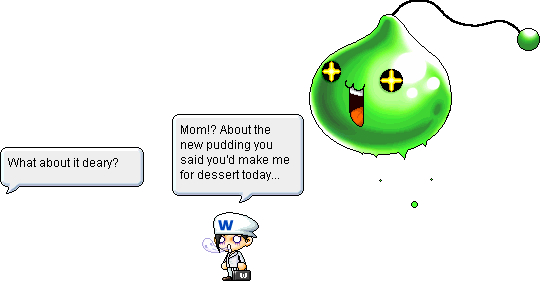 Mom!? About the
new pudding you
said you'd make me
for dessert today...
What about it deary?
W